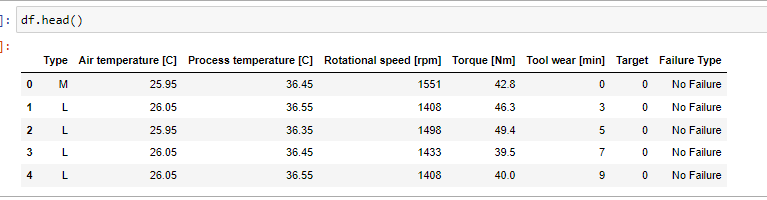 ]: df.head()
]:
Type Air temperature [C] Process temperature [C] Rotational speed [rpm] Torque [Nm] Tool wear [min] Target Failure Type
0 M 25.95 36.45 1551 42.8 0 0 No Failure
1 L 26.05 36.55 1408 46.3 3 0 No Failure
2 L 25.95 36.35 1498 49.4 5 0 No Failure
3 L 26.05 36.45 1433 39.5 7 0 No Failure
4 L 26.05 36.55 1408 40.0 9 0 No Failure